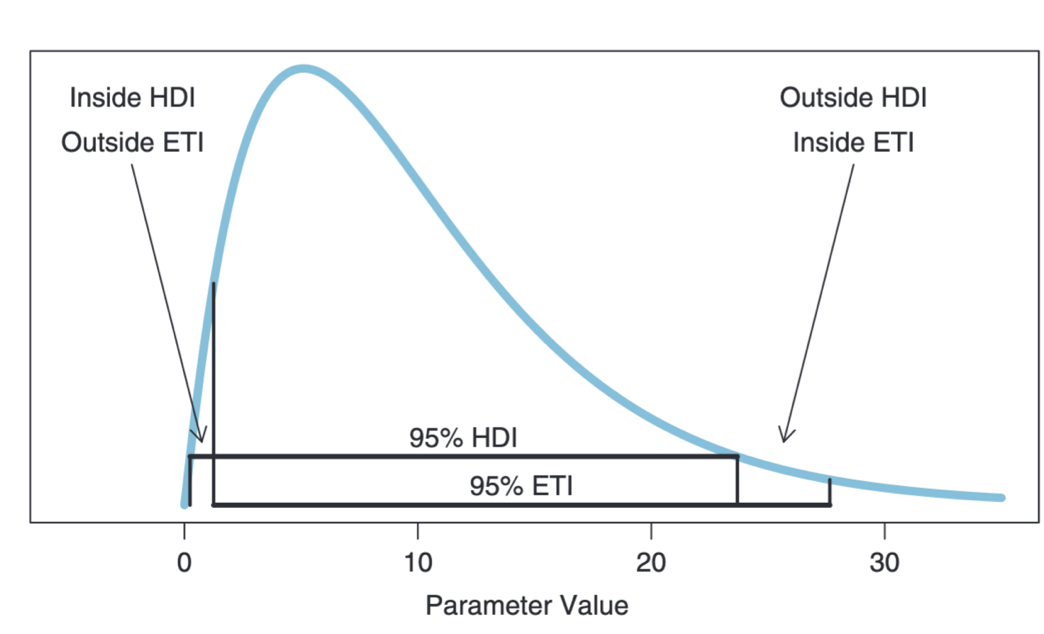 Inside HDI
Outside ETI
Outside HDI
Inside ETI
95% HDI
95% ETI
0 10 20 30
Parameter Value